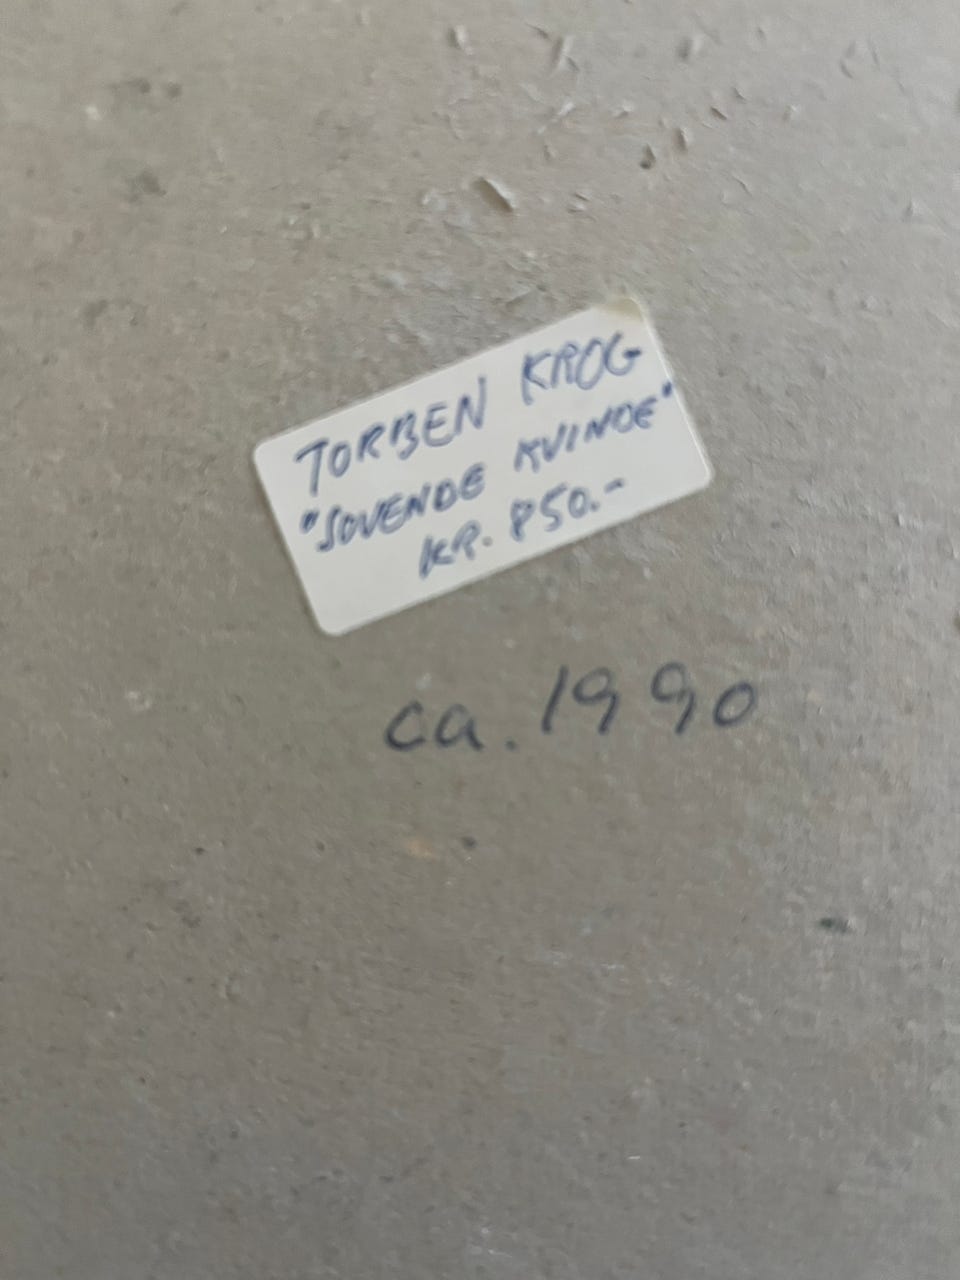 TORBEN KROG
"SOVENDE KVINDE"
KR. 850.-
ca. 1990